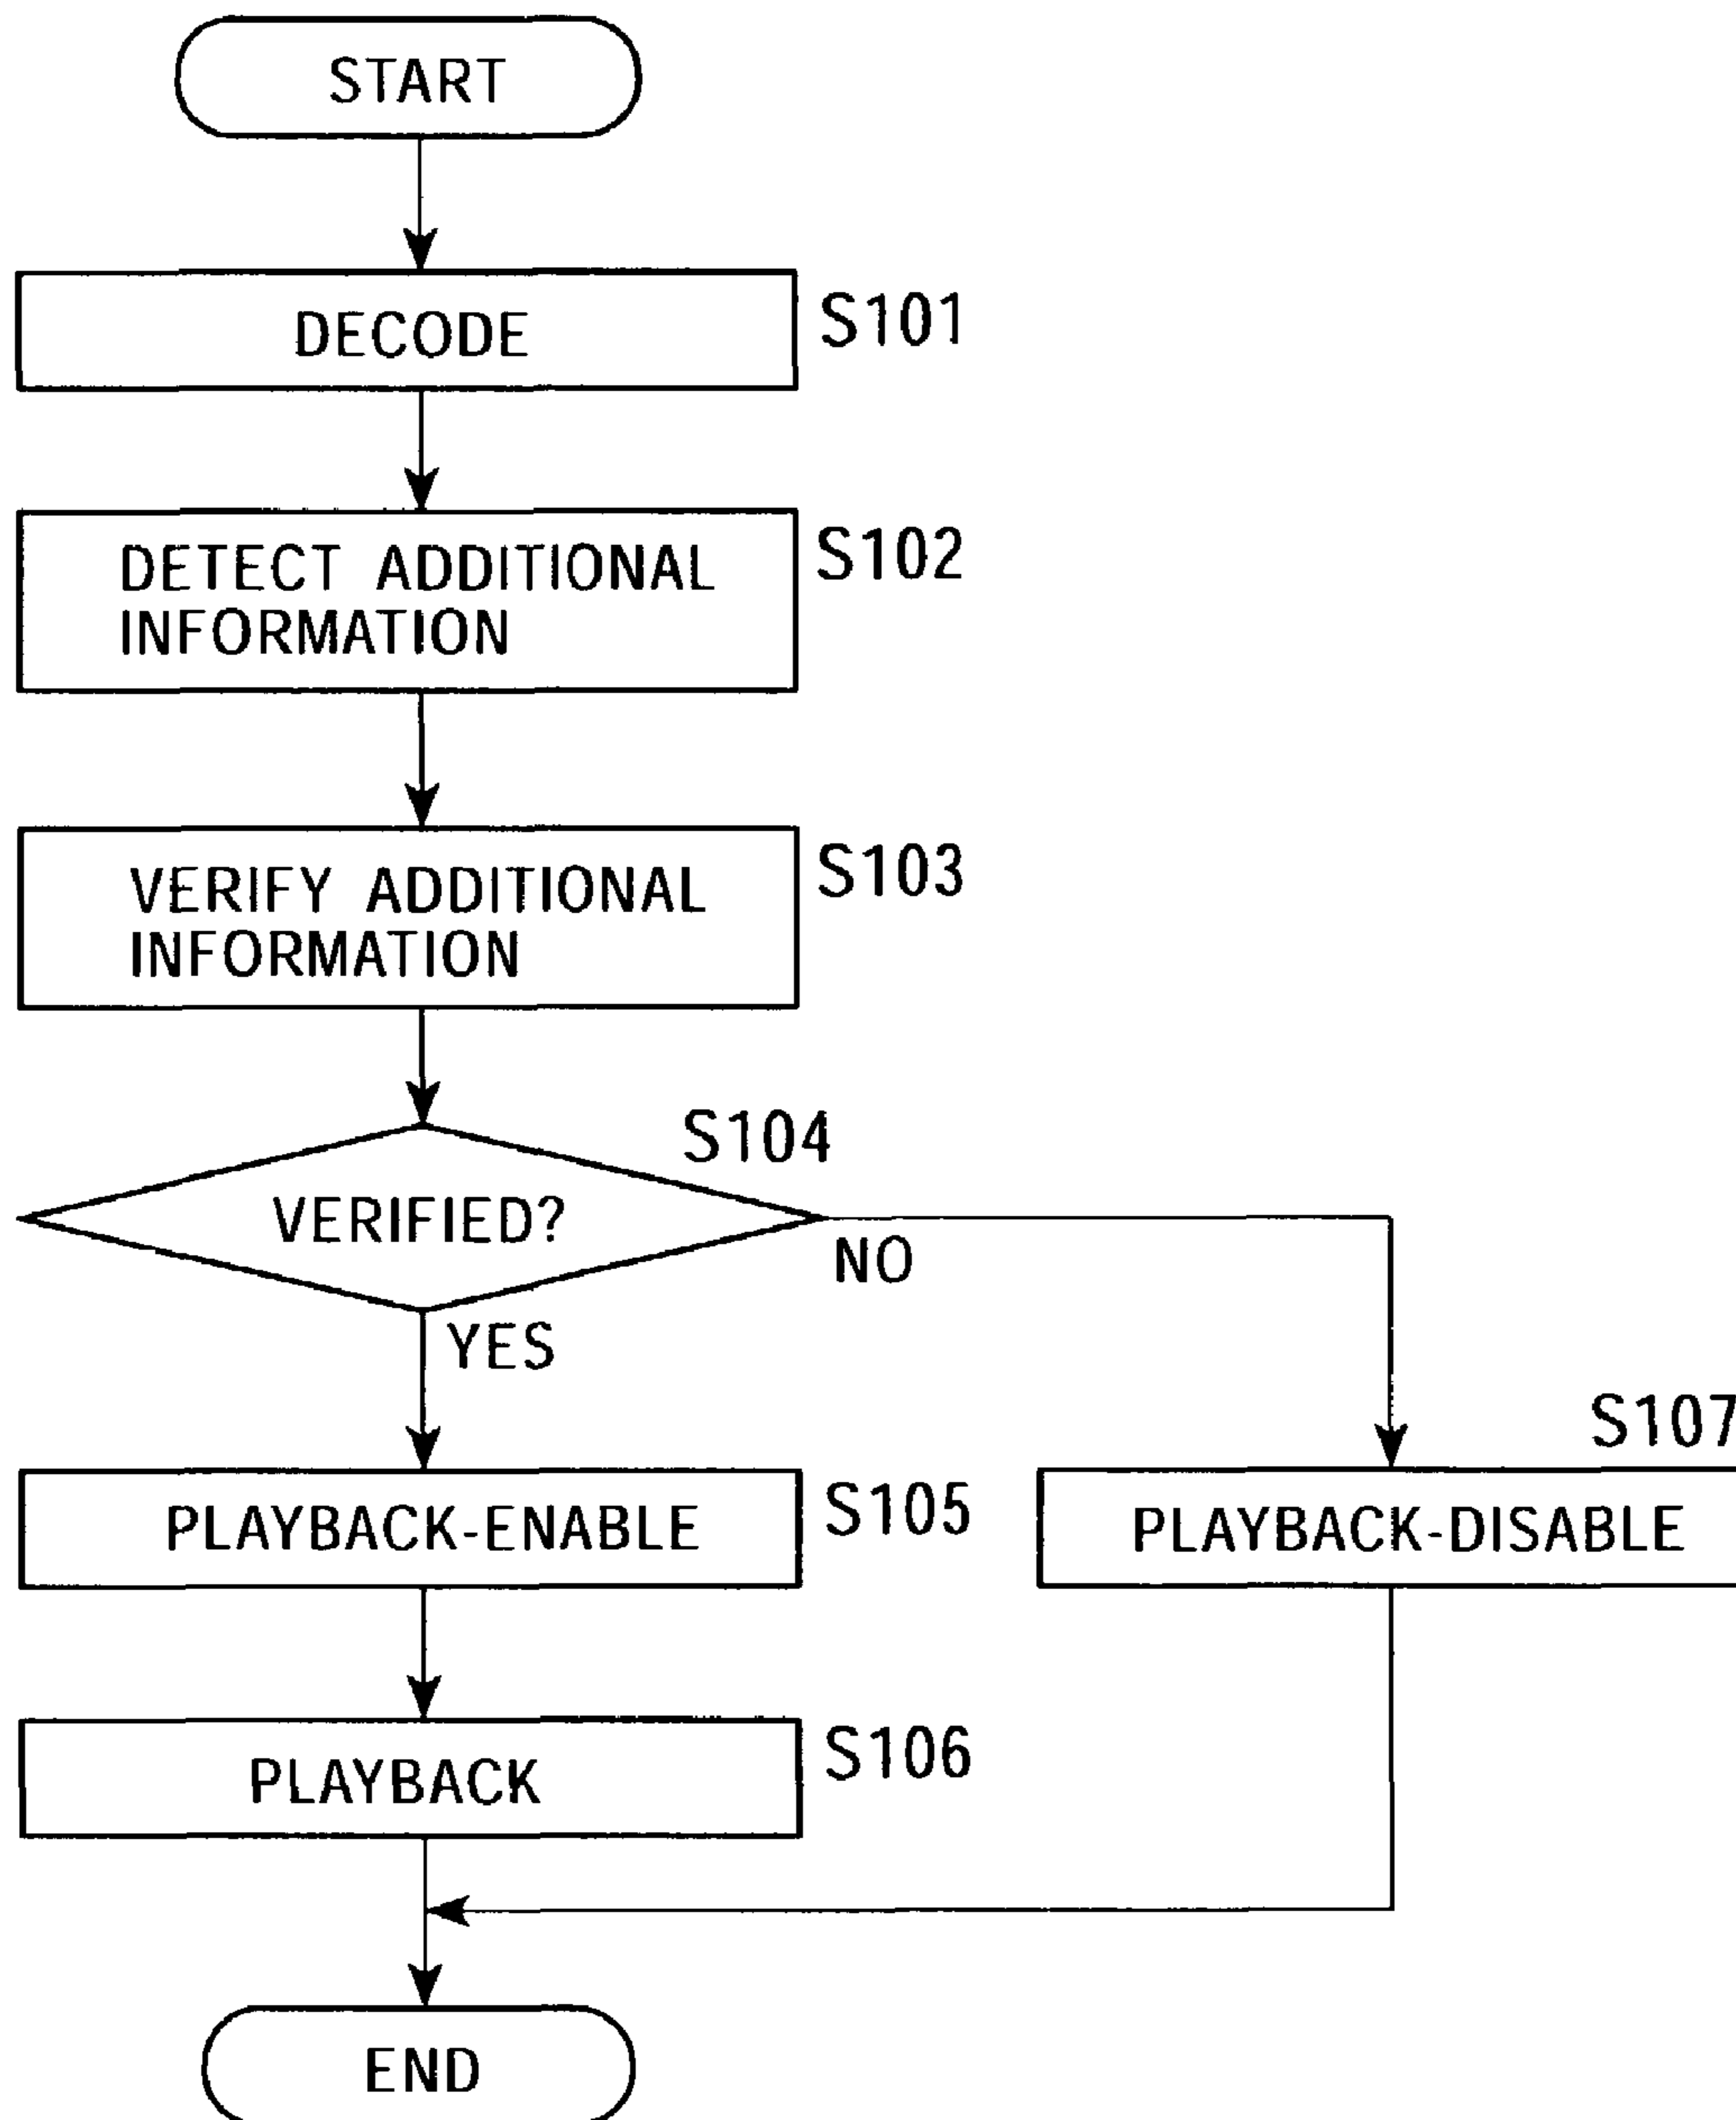 START
DECODE
S101
DETECT ADDITIONAL
INFORMATION
S102
VERIFY ADDITIONAL
INFORMATION
S103
S104
VERIFIED?
NO
YES
S107
PLAYBACK-ENABLE
S105
PLAYBACK-DISABLE
PLAYBACK
S106
END